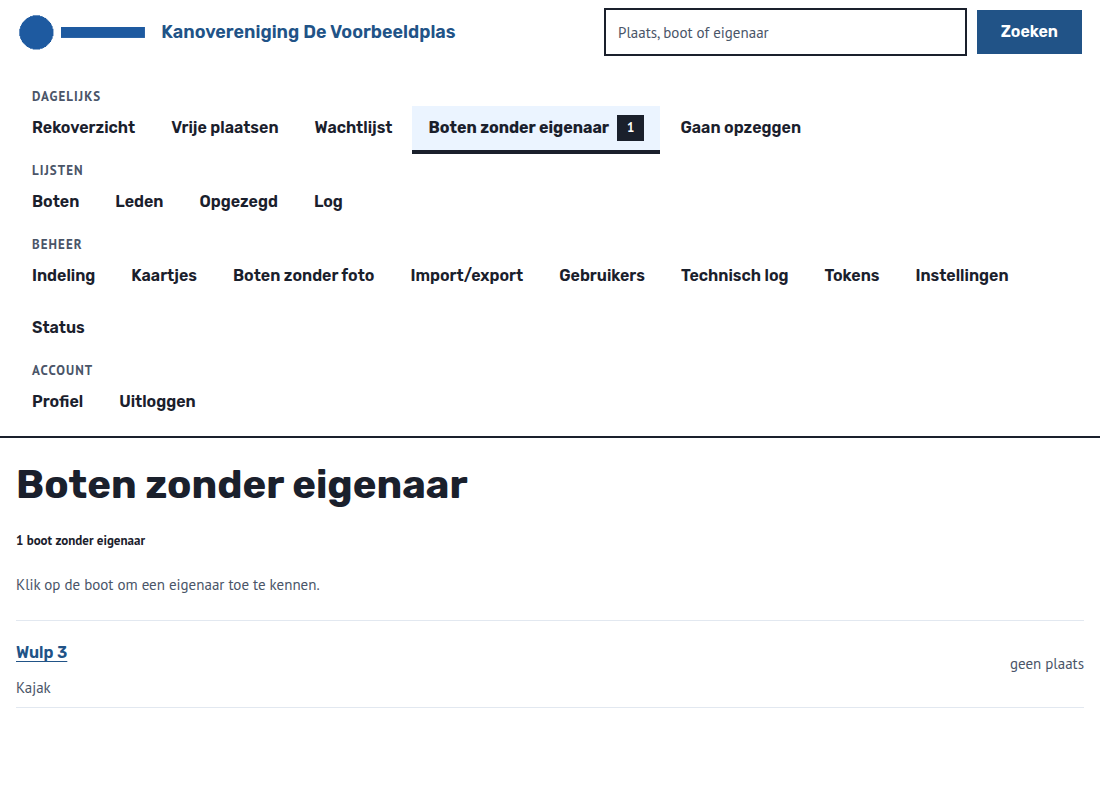 Kanovereniging De Voorbeeldplas
Plaats, boot of eigenaar
Zoeken
DAGELIJKS
Rekoverzicht Vrije plaatsen Wachtlijst Boten zonder eigenaar 1 Gaan opzeggen
LIJSTEN
Boten Leden Opgezegd Log
BEHEER
Indeling Kaartjes Boten zonder foto Import/export Gebruikers Technisch log Tokens Instellingen
Status
ACCOUNT
Profiel Uitloggen
Boten zonder eigenaar
1 boot zonder eigenaar
Klik op de boot om een eigenaar toe te kennen.
Wulp 3
geen plaats
Kajak